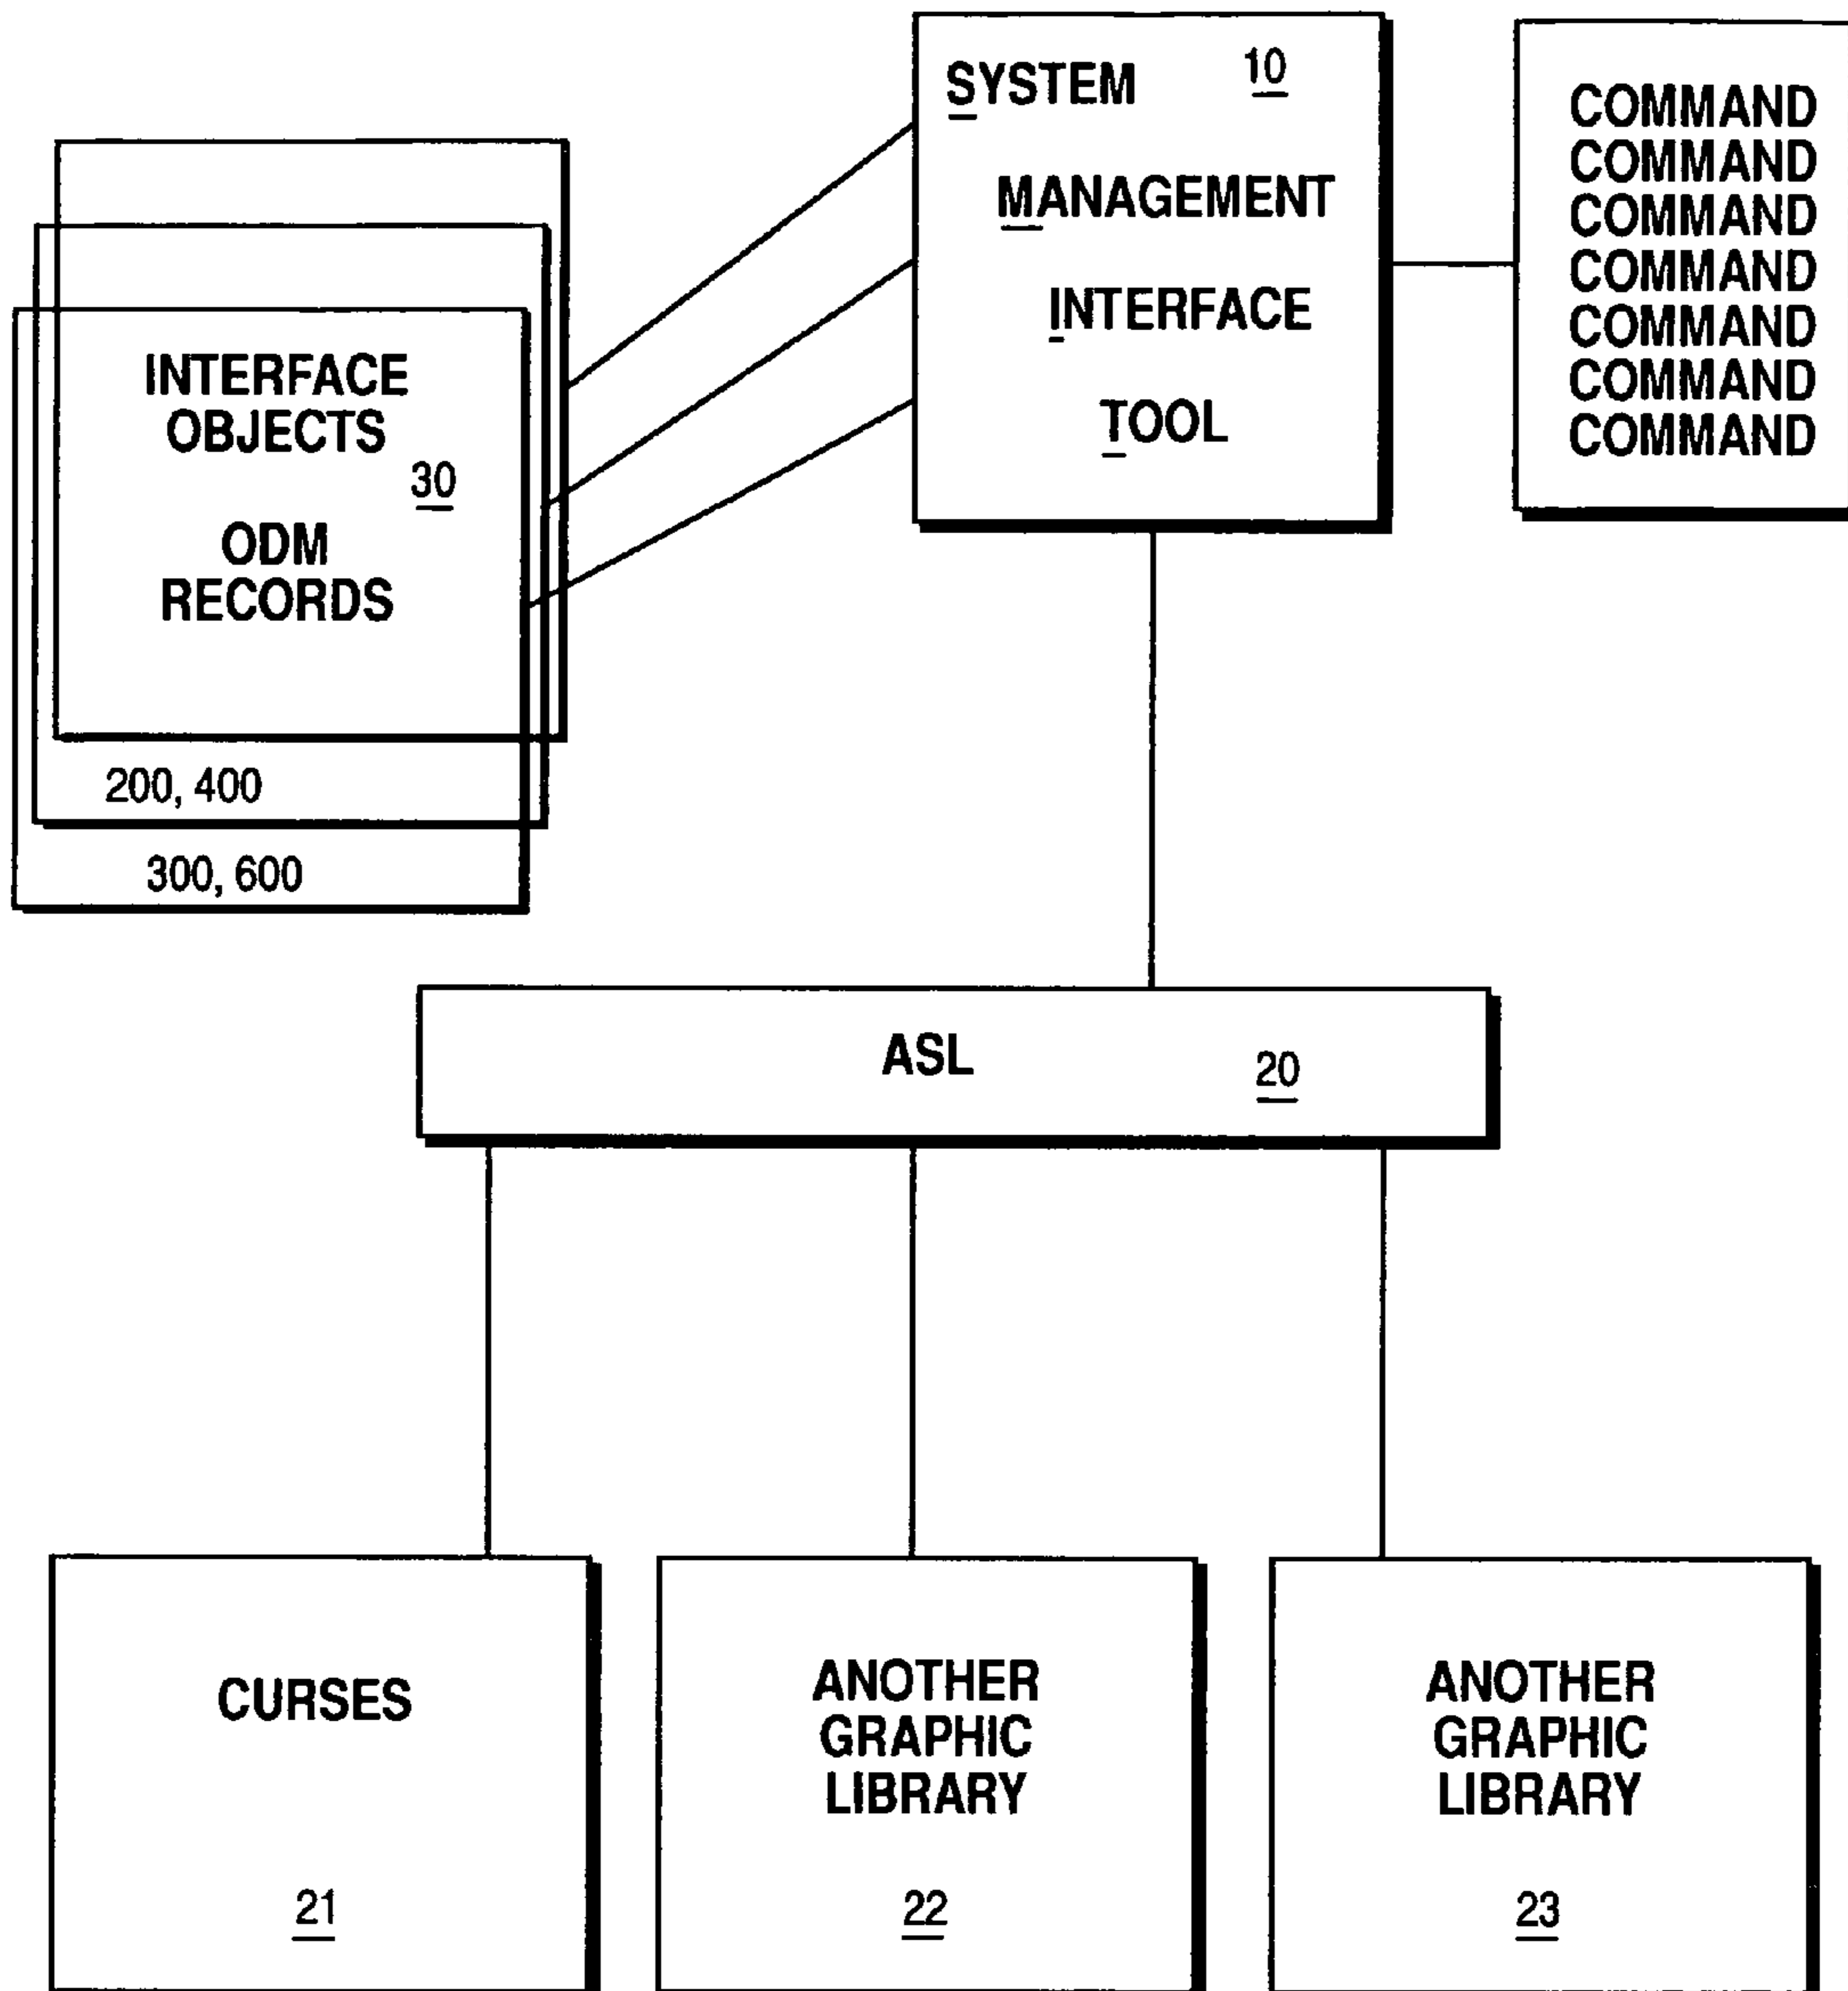 SYSTEM 10
MANAGEMENT
INTERFACE
TOOL
COMMAND
COMMAND
COMMAND
COMMAND
COMMAND
COMMAND
COMMAND
INTERFACE
OBJECTS
30
ODM
RECORDS
200, 400
300, 600
ASL 20
CURSES
21
ANOTHER
GRAPHIC
LIBRARY
22
ANOTHER
GRAPHIC
LIBRARY
23